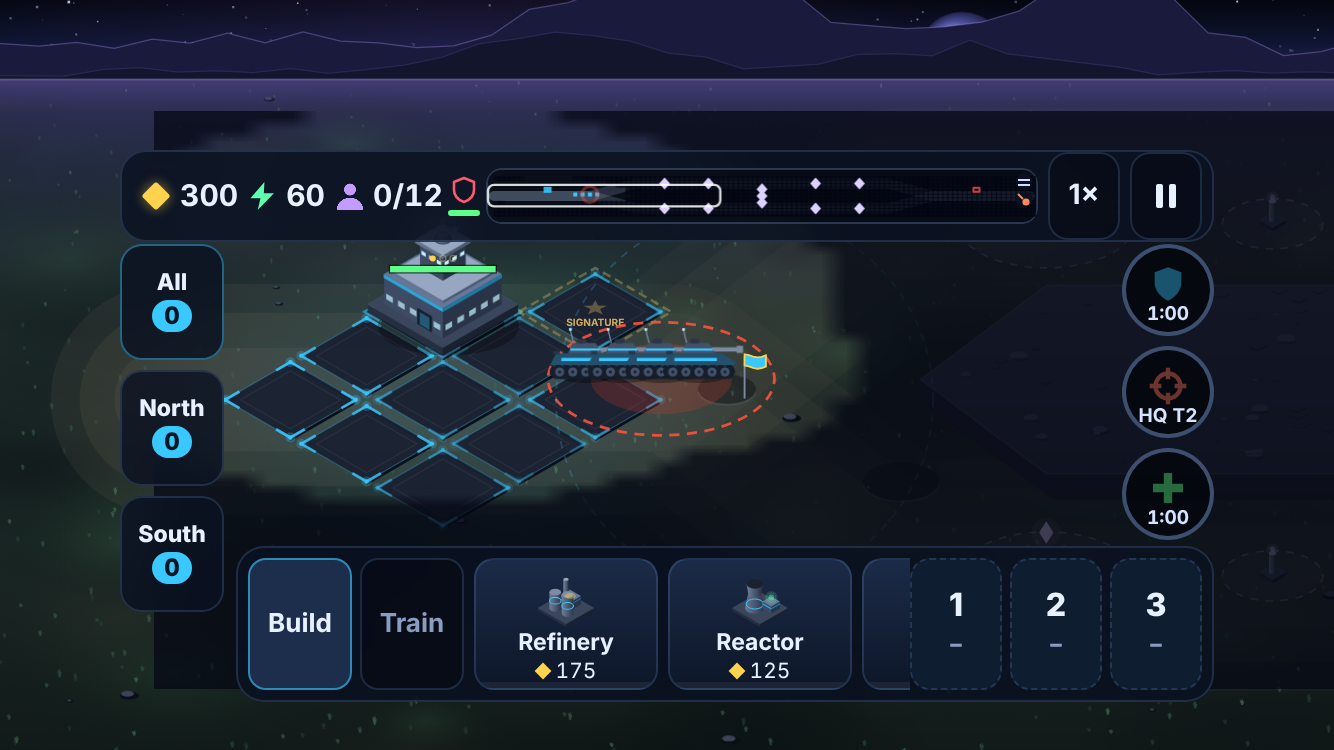 300 60 0/12 1×
All
0
North
0
South
0
SIGNATURE
1:00
HQ T2
1:00
Build
Train
Refinery
175
Reactor
125
1
–
2
–
3
–